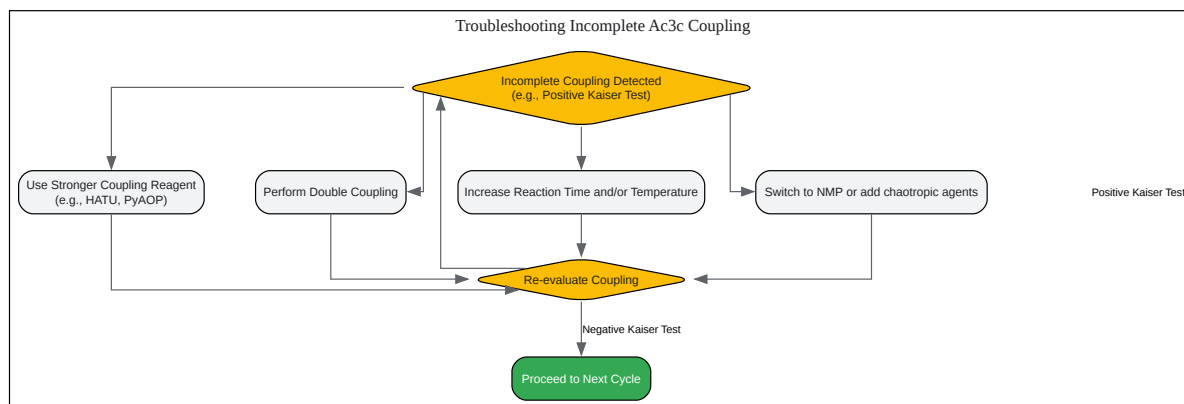 Troubleshooting Incomplete Ac3c Coupling
Incomplete Coupling Detected
(e.g., Positive Kaiser Test)
Use Stronger Coupling Reagent
(e.g., HATU, PyAOP)
Perform Double Coupling
Increase Reaction Time and/or Temperature
Switch to NMP or add chaotropic agents
Positive Kaiser Test
Re-evaluate Coupling
Negative Kaiser Test
Proceed to Next Cycle